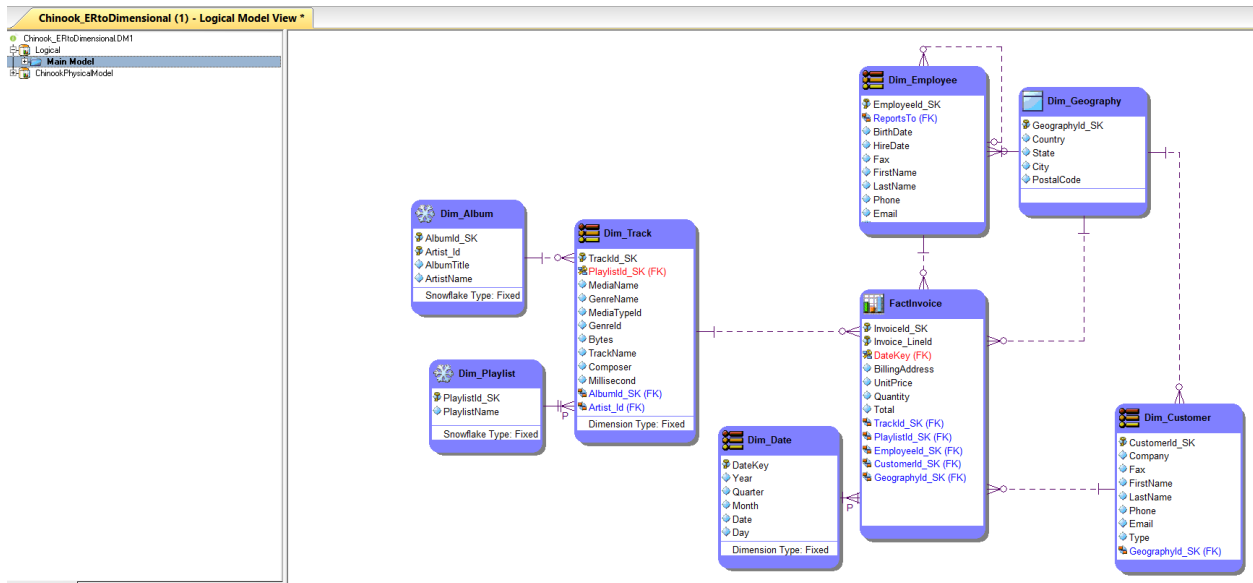 Chinook_ERtoDimensional (1) - Logical Model View *
Chinook_ERtoDimensional.DM1
Logical
Main Model
ChinookPhysicalModel
Dim_Employee
EmployeeId_SK
ReportsTo (FK)
BirthDate
HireDate
Fax
FirstName
LastName
Phone
Email
Dim_Geography
GeographyId_SK
Country
State
City
PostalCode
Dim_Album
AlbumId_SK
Artist_Id
AlbumTitle
ArtistName
Snowflake Type: Fixed
Dim_Track
TrackId_SK
PlaylistId_SK (FK)
MediaName
GenreName
MediaTypeId
GenreId
Bytes
TrackName
Composer
Millisecond
AlbumId_SK (FK)
Artist_Id (FK)
Dimension Type: Fixed
Dim_Playlist
PlaylistId_SK
PlaylistName
Snowflake Type: Fixed
P
FactInvoice
InvoiceId_SK
Invoice_LineId
DateKey (FK)
BillingAddress
UnitPrice
Quantity
Total
TrackId_SK (FK)
PlaylistId_SK (FK)
EmployeeId_SK (FK)
CustomerId_SK (FK)
GeographyId_SK (FK)
Dim_Date
DateKey
Year
Quarter
Month
Date
Day
Dimension Type: Fixed
P
Dim_Customer
CustomerId_SK
Company
Fax
FirstName
LastName
Phone
Email
Type
GeographyId_SK (FK)